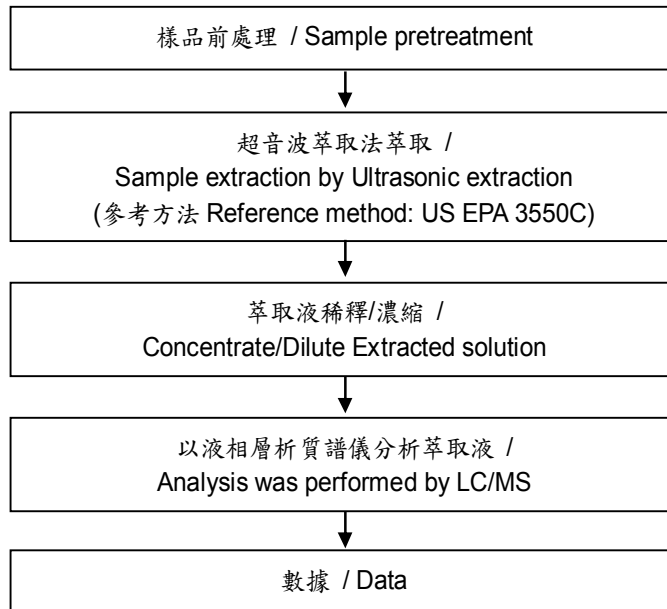 樣品前處理 / Sample pretreatment
超音波萃取法萃取 /
Sample extraction by Ultrasonic extraction
(參考方法 Reference method: US EPA 3550C)
萃取液稀釋/濃縮 /
Concentrate/Dilute Extracted solution
以液相層析質譜儀分析萃取液 /
Analysis was performed by LC/MS
數據 / Data